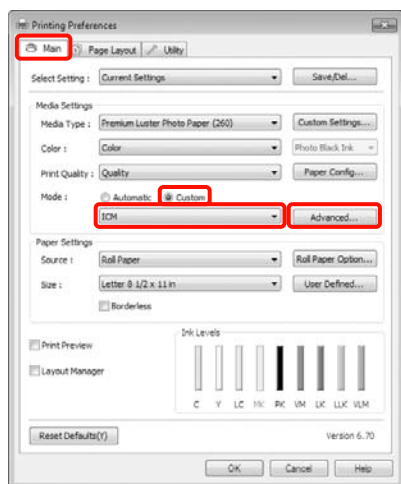 Printing Preferences
Main Page Layout Utility
Select Setting : Current Settings Save/Del...
Media Settings
Media Type : Premium Luster Photo Paper (260) Custom Settings...
Color : Color Photo Black Ink
Print Quality : Quality Paper Config...
Mode : Automatic Custom
ICM Advanced...
Paper Settings
Source : Roll Paper Roll Paper Option...
Size : Letter 8 1/2 x 11 in User Defined...
Borderless
Ink Levels
Print Preview
Layout Manager
C Y LC MK PK VM LK LLK VLM
Reset Defaults(Y) Version 6.70
OK Cancel Help